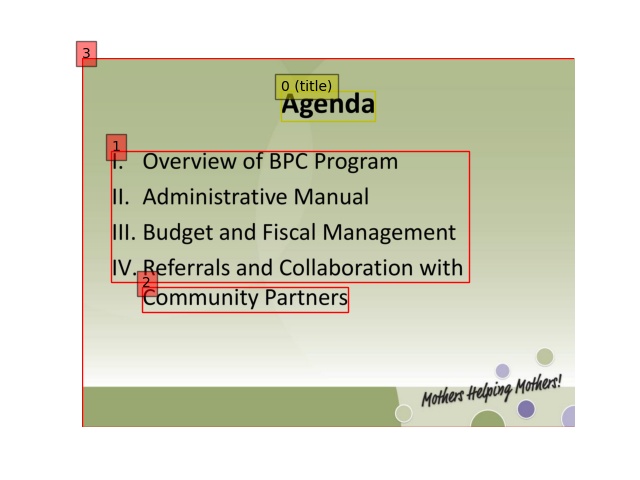 Agenda
I. Overview of BPC Program
II. Administrative Manual
III. Budget and Fiscal Management
IV. Referrals and Collaboration with
Community Partners
Mothers Helping Mothers!
3
0 (title)
1
2